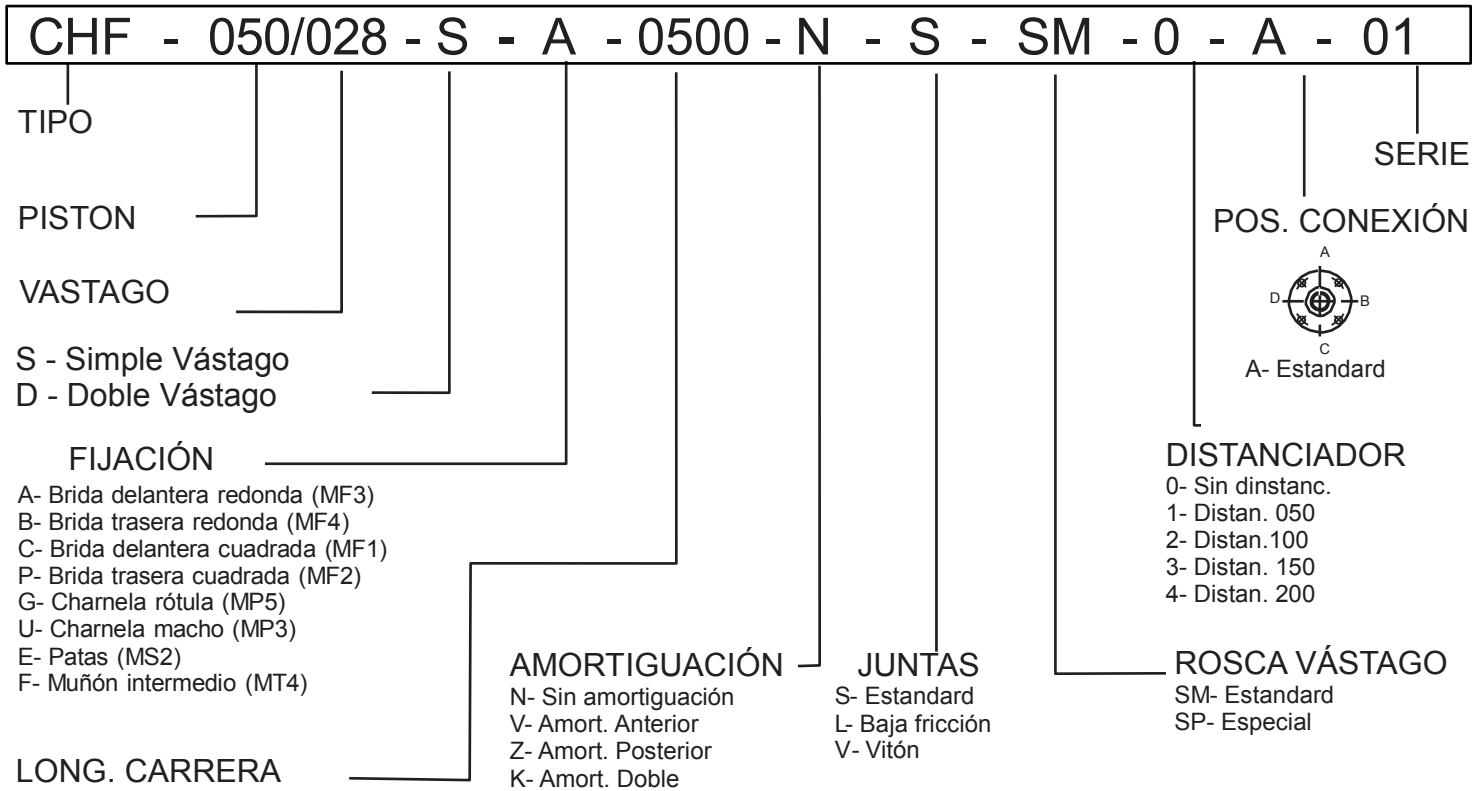 CHF - 050/028 - S - A - 0500 - N - S - SM - 0 - A - 01
TIPO
SERIE
PISTON
POS. CONEXIÓN
A
D
B
C
A- Estandard
VASTAGO
S - Simple Vástago
D - Doble Vástago
FIJACIÓN
A- Brida delantera redonda (MF3)
B- Brida trasera redonda (MF4)
C- Brida delantera cuadrada (MF1)
P- Brida trasera cuadrada (MF2)
G- Charnela rótula (MP5)
U- Charnela macho (MP3)
E- Patas (MS2)
F- Muñón intermedio (MT4)
DISTANCIADOR
0- Sin dinstanc.
1- Distan. 050
2- Distan.100
3- Distan. 150
4- Distan. 200
AMORTIGUACIÓN
N- Sin amortiguación
V- Amort. Anterior
Z- Amort. Posterior
K- Amort. Doble
JUNTAS
S- Estandard
L- Baja fricción
V- Vitón
ROSCA VÁSTAGO
SM- Estandard
SP- Especial
LONG. CARRERA